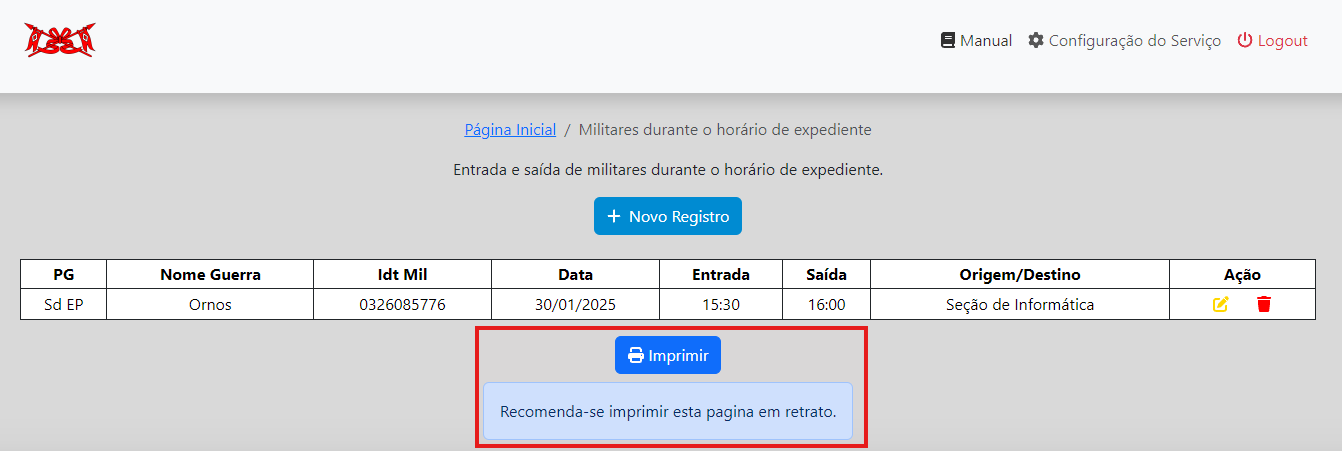 Manual Configuração do Serviço Logout
Página Inicial / Militares durante o horário de expediente
Entrada e saída de militares durante o horário de expediente.
+ Novo Registro
PG Nome Guerra Idt Mil Data Entrada Saída Origem/Destino Ação
Sd EP Ornos 0326085776 30/01/2025 15:30 16:00 Seção de Informática
Imprimir
Recomenda-se imprimir esta pagina em retrato.